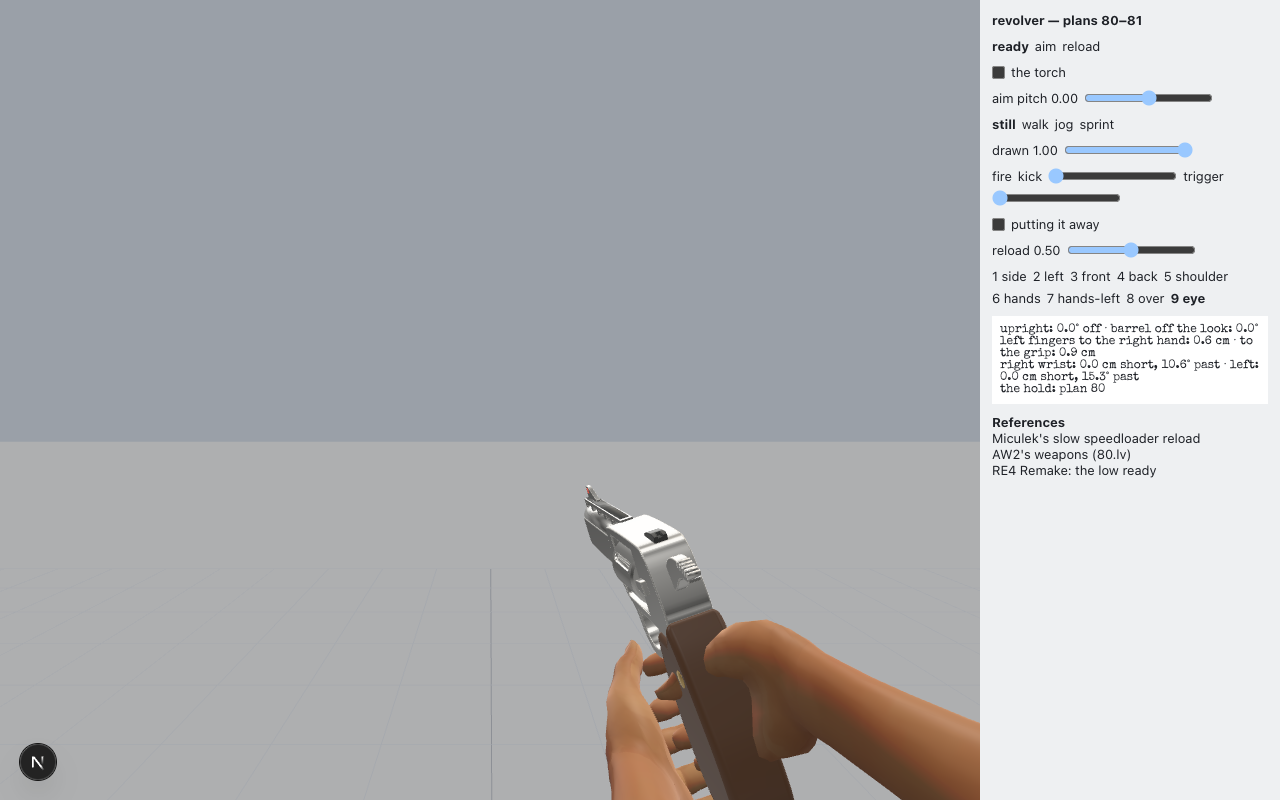 revolver — plans 80–81
ready aim reload
the torch
aim pitch 0.00
still walk jog sprint
drawn 1.00
fire kick trigger
putting it away
reload 0.50
1 side 2 left 3 front 4 back 5 shoulder
6 hands 7 hands-left 8 over 9 eye
upright: 0.0° off · barrel off the look: 0.0°
left fingers to the right hand: 0.6 cm · to
the grip: 0.9 cm
right wrist: 0.0 cm short, 10.6° past · left:
0.0 cm short, 15.3° past
the hold: plan 80
References
Miculek's slow speedloader reload
AW2's weapons (80.lv)
RE4 Remake: the low ready
N